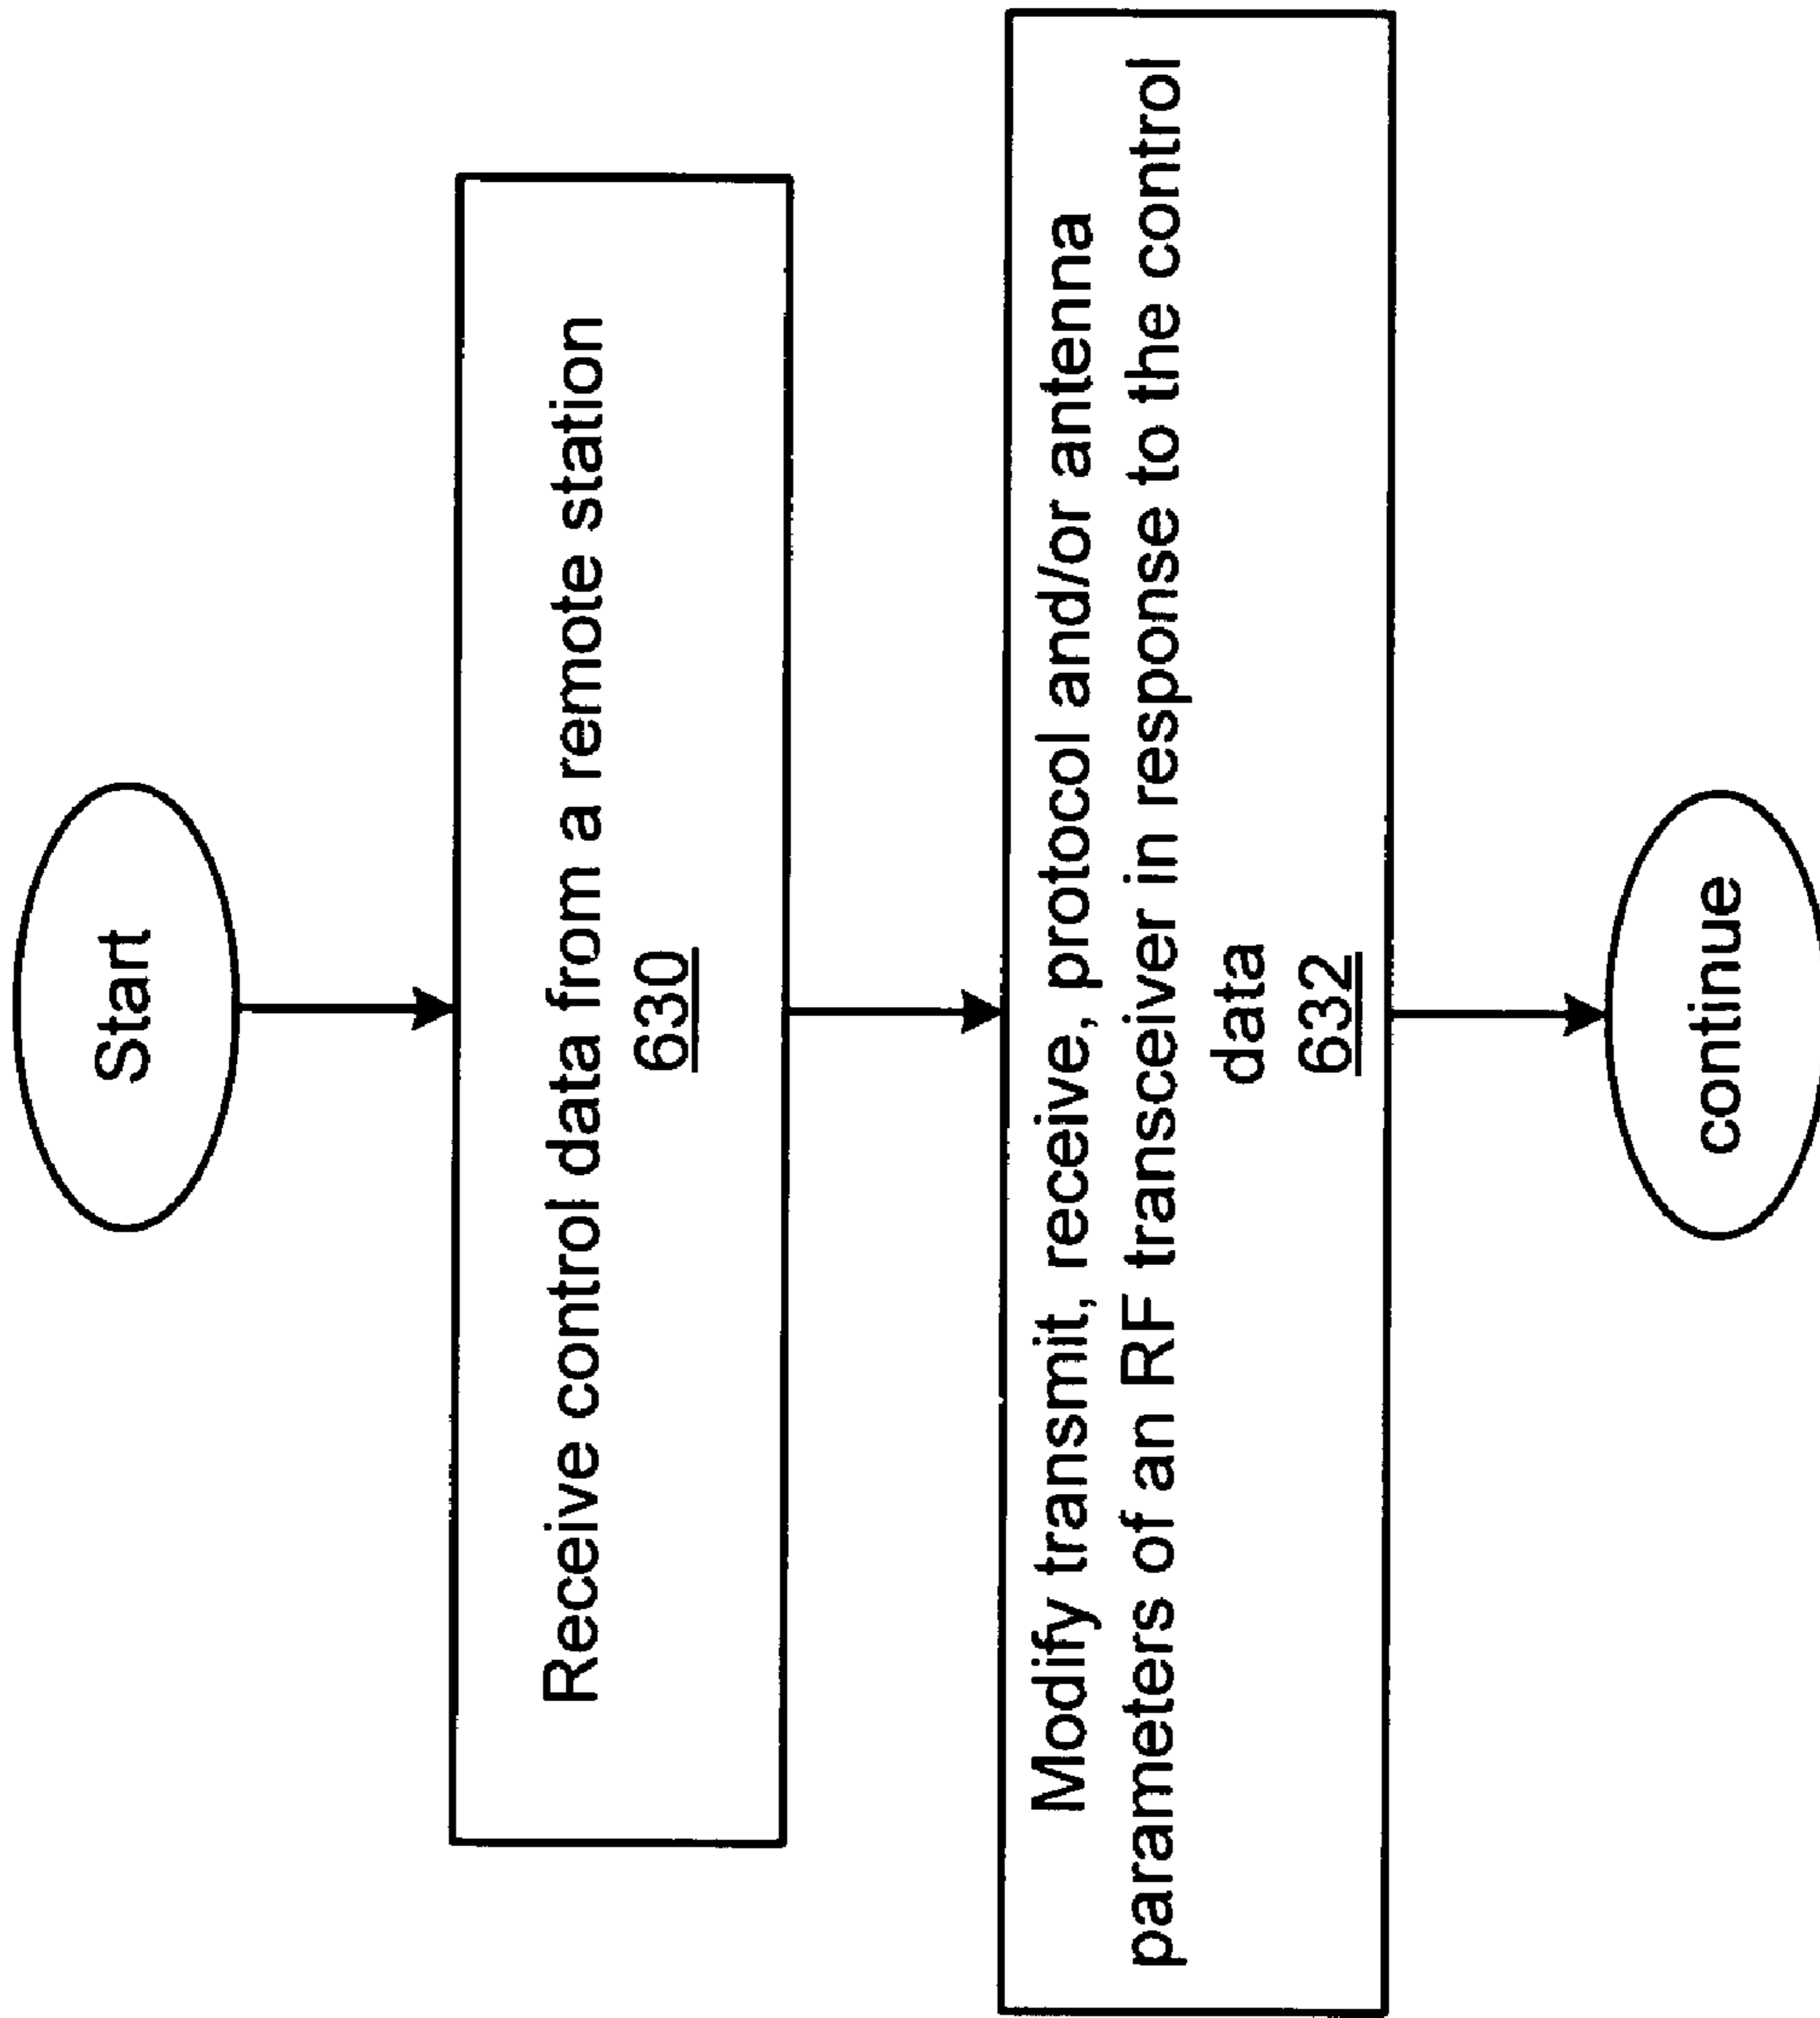 Start
Receive control data from a remote station
630
Modify transmit, receive, protocol and/or antenna
parameters of an RF transceiver in response to the control
data
632
continue